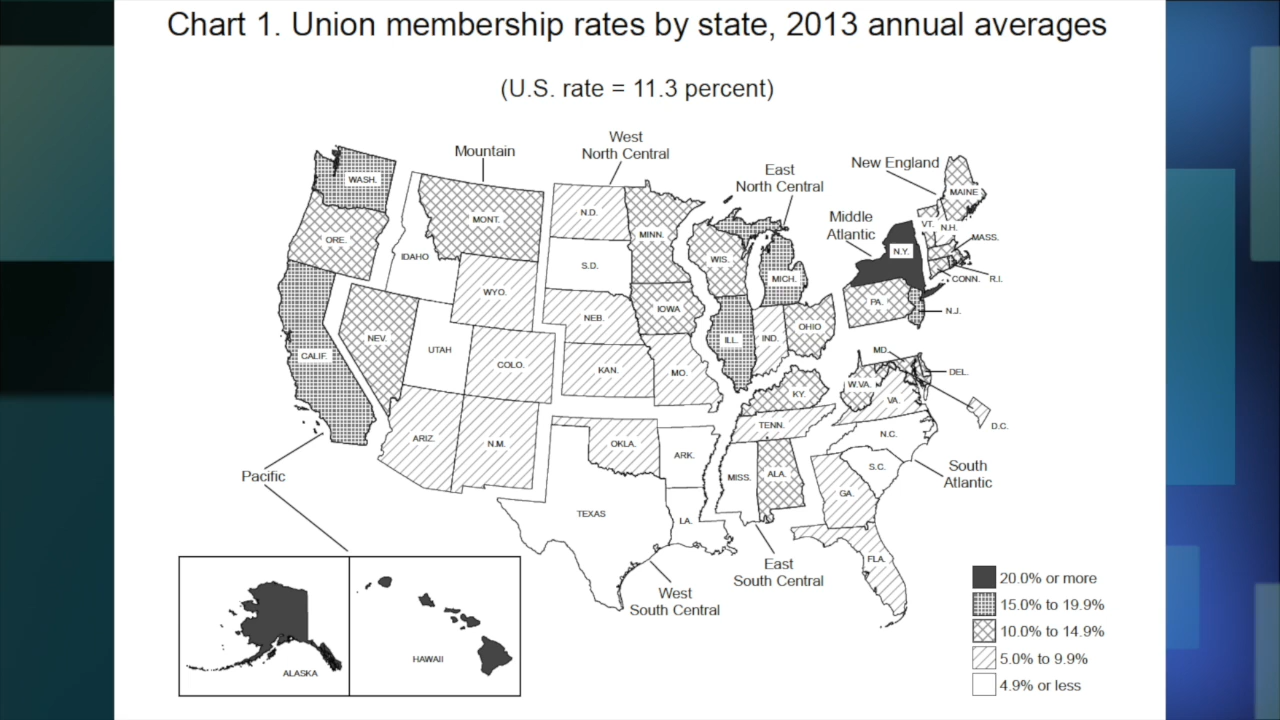 Chart 1. Union membership rates by state, 2013 annual averages
(U.S. rate = 11.3 percent)
West
North Central
Mountain
East
North Central
New England
Middle
Atlantic
WASH.
MONT.
N.D.
MINN.
MAINE
VT.
N.H.
MASS.
ORE.
IDAHO
S.D.
WIS.
N.Y.
WYO.
MICH.
CONN.
R.I.
NEB.
IOWA
PA.
N.J.
NEV.
UTAH
COLO.
ILL.
IND.
OHIO
CALIF.
KAN.
MO.
MD.
DEL.
W.VA.
VA.
KY.
D.C.
ARIZ.
N.M.
OKLA.
ARK.
TENN.
N.C.
S.C.
South
Atlantic
Pacific
MISS.
ALA.
GA.
TEXAS
LA.
FLA.
East
South Central
West
South Central
ALASKA
HAWAII
20.0% or more
15.0% to 19.9%
10.0% to 14.9%
5.0% to 9.9%
4.9% or less